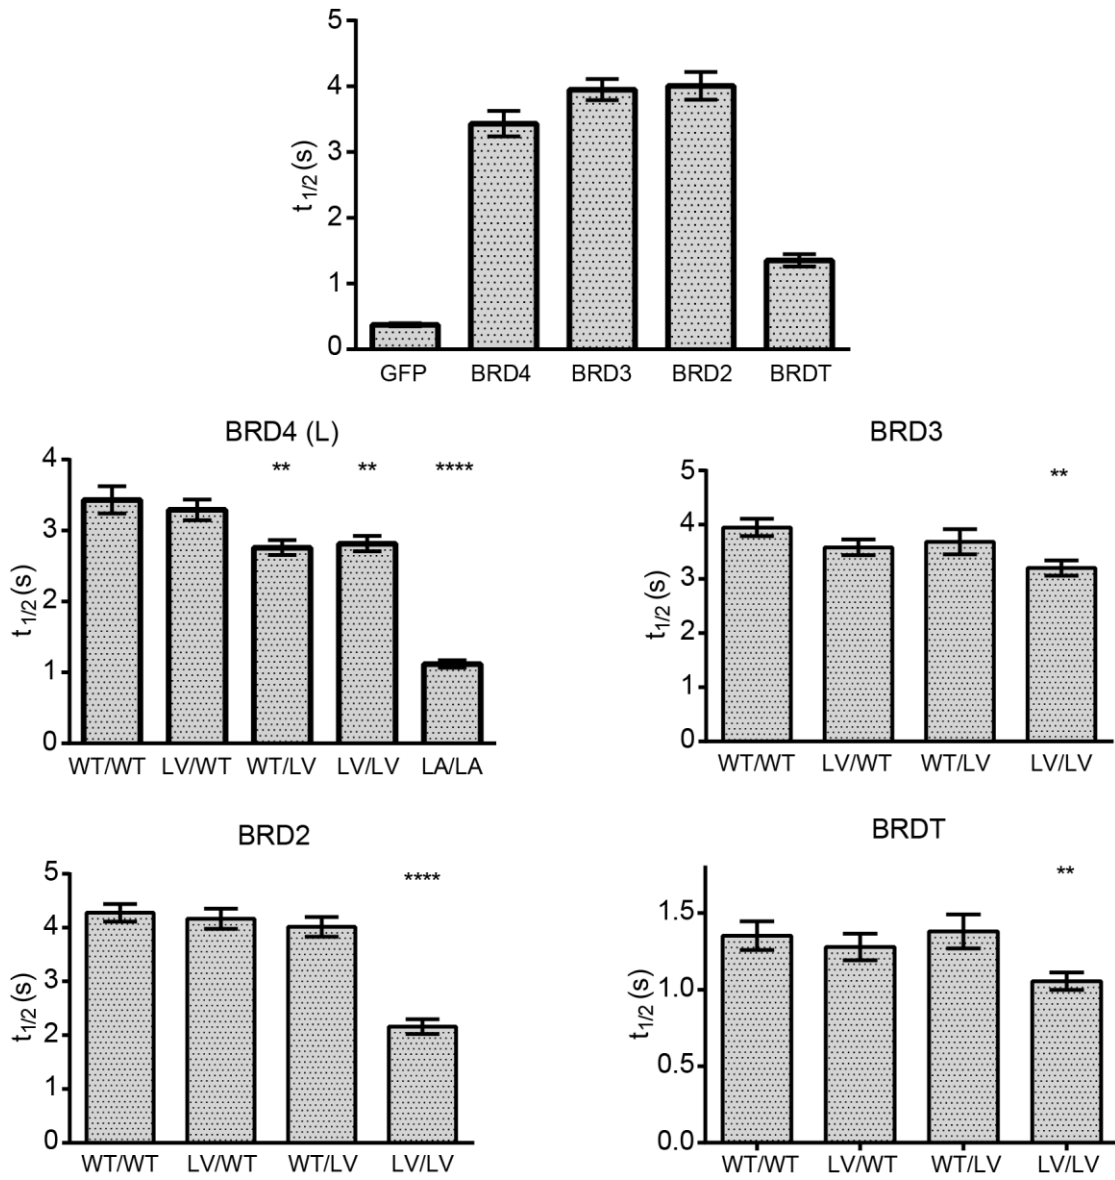 5
4
3
2
1
0
t1/2 (s)
GFP BRD4 BRD3 BRD2 BRDT
BRD4 (L)
** ** ****
4
3
2
1
0
t1/2 (s)
WT/WT LV/WT WT/LV LV/LV LA/LA
BRD3
**
5
4
3
2
1
0
t1/2 (s)
WT/WT LV/WT WT/LV LV/LV
BRD2
****
5
4
3
2
1
0
t1/2 (s)
WT/WT LV/WT WT/LV LV/LV
BRDT
**
1.5
1.0
0.5
0.0
t1/2 (s)
WT/WT LV/WT WT/LV LV/LV